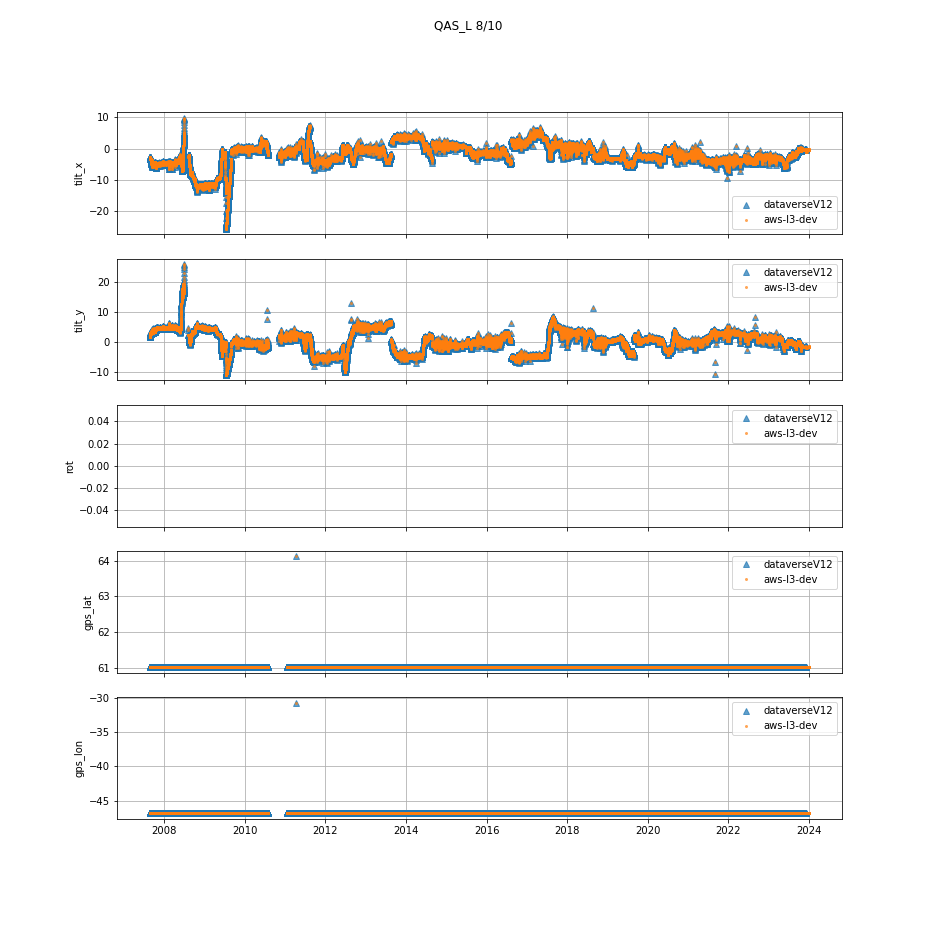 QAS_L 8/10
10
0
−10
−20
tilt_x
dataverseV12
aws-l3-dev
20
10
0
−10
tilt_y
dataverseV12
aws-l3-dev
0.04
0.02
0.00
−0.02
−0.04
rot
dataverseV12
aws-l3-dev
64
63
62
61
gps_lat
dataverseV12
aws-l3-dev
−30
−35
−40
−45
gps_lon
dataverseV12
aws-l3-dev
2008 2010 2012 2014 2016 2018 2020 2022 2024